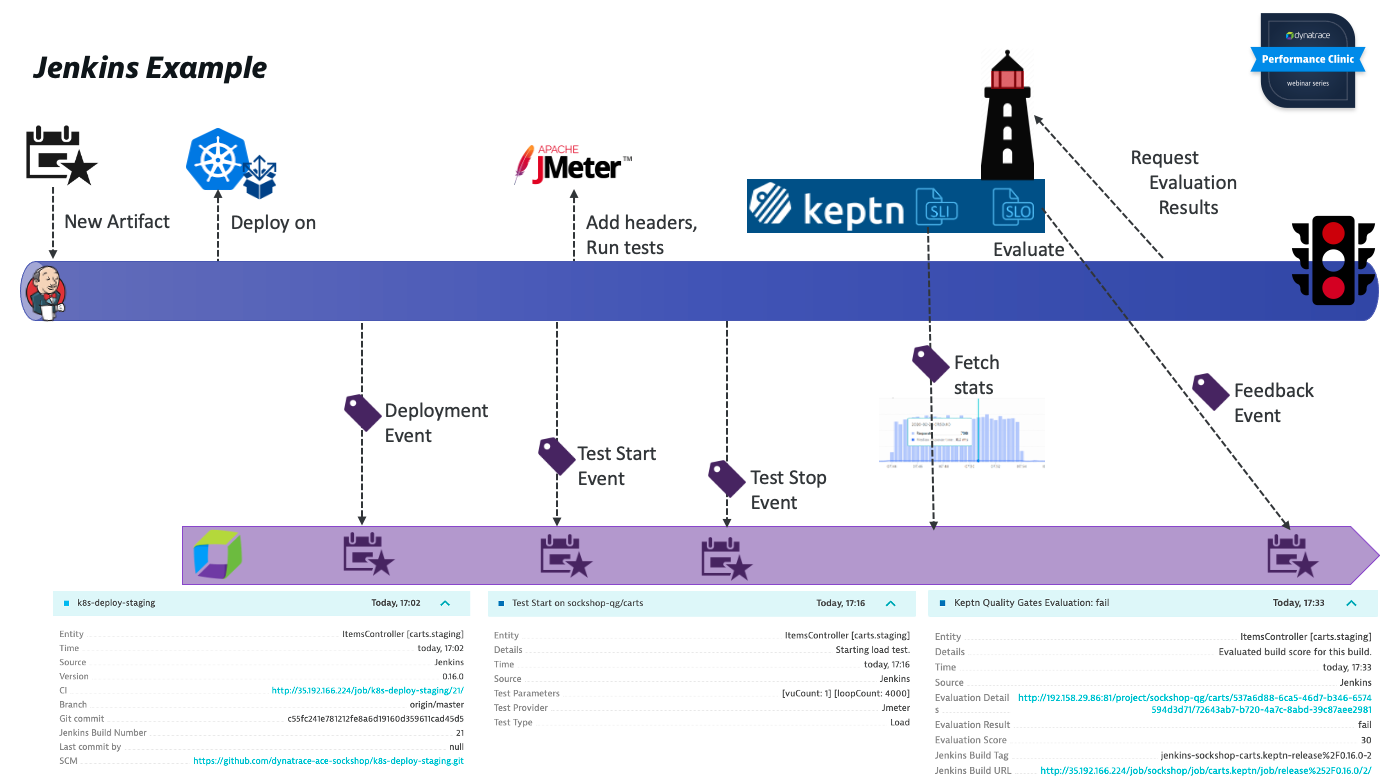 Jenkins Example
dynatrace
Performance Clinic
webinar series
APACHE
JMeter™
keptn
SLI
SLO
New Artifact
Deploy on
Add headers,
Run tests
Evaluate
Request
Evaluation
Results
Deployment
Event
Test Start
Event
Test Stop
Event
Fetch
stats
Feedback
Event
k8s-deploy-staging Today, 17:02
Entity ItemsController [carts.staging]
Time today, 17:02
Source Jenkins
Version 0.16.0
CI http://35.192.166.224/job/k8s-deploy-staging/21/
Branch origin/master
Git commit c55fc241e781212fe8a6d19160d359611cad45d5
Jenkins Build Number 21
Last commit by null
SCM https://github.com/dynatrace-ace-sockshop/k8s-deploy-staging.git
Test Start on sockshop-qg/carts Today, 17:16
Entity ItemsController [carts.staging]
Details Starting load test.
Time today, 17:16
Source Jenkins
Test Parameters [vuCount: 1] [loopCount: 4000]
Test Provider Jmeter
Test Type Load
Keptn Quality Gates Evaluation: fail Today, 17:33
Entity ItemsController [carts.staging]
Details Evaluated build score for this build.
Time today, 17:33
Source Jenkins
Evaluation Detail http://192.158.29.86:81/project/sockshop-qg/carts/537a6d88-6ca5-46d7-b346-6574
s 594d3d71/72643ab7-b720-4a7c-8abd-39c87aee2981
Evaluation Result fail
Evaluation Score 30
Jenkins Build Tag jenkins-sockshop-carts.keptn-release%2F0.16.0-2
Jenkins Build URL http://35.192.166.224/job/sockshop/job/carts.keptn/job/release%252F0.16.0/2/